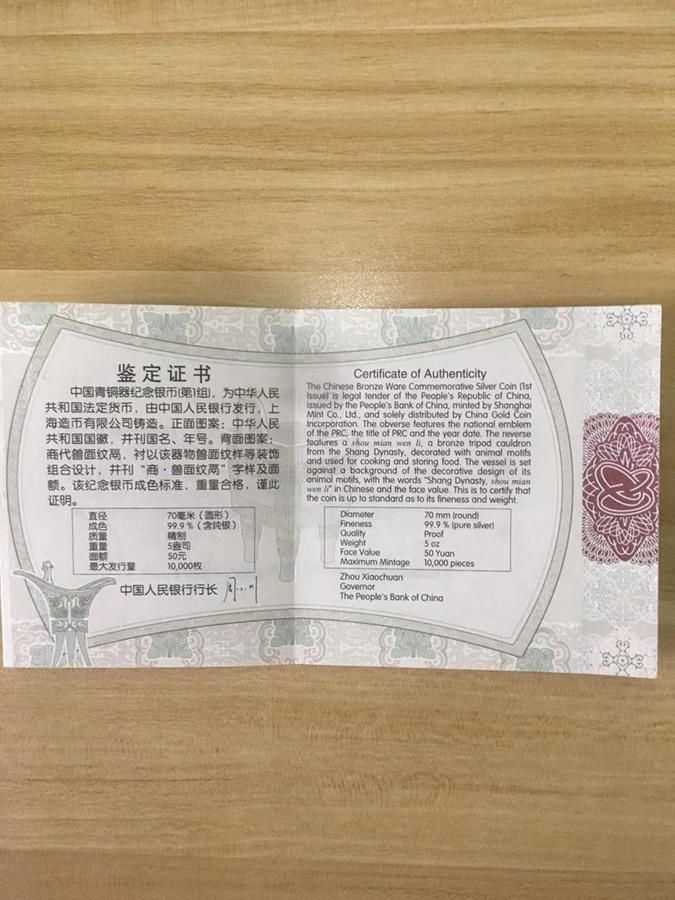 鉴定证书
中国青铜器纪念银币(第1组)，为中华人民
共和国法定货币，由中国人民银行发行，上
海造币有限公司铸造。正面图案：中华人民
共和国国徽，并刊国名、年号。背面图案：
商代兽面纹鬲，衬以该器物兽面纹样等装饰
组合设计，并刊“商·兽面纹鬲”字样及面
额。该纪念银币成色标准，重量合格，谨此
证明。
直径 70毫米（圆形）
成色 99.9％（含纯银）
质量 精制
重量 5盎司
面额 50元
最大发行量 10,000枚
中国人民银行行长
Certificate of Authenticity
The Chinese Bronze Ware Commemorative Silver Coin (1st
Issue) is legal tender of the People's Republic of China,
issued by the People's Bank of China, minted by Shanghai
Mint Co., Ltd., and solely distributed by China Gold Coin
Incorporation. The obverse features the national emblem
of the PRC, the title of PRC and the year date. The reverse
features a shou mian wen li, a bronze tripod cauldron
from the Shang Dynasty, decorated with animal motifs
and used for cooking and storing food. The vessel is set
against a background of the decorative design of its
animal motifs, with the words "Shang Dynasty, shou mian
wen li" in Chinese and the face value. This is to certify that
the coin is up to standard as to its fineness and weight.
Diameter 70 mm (round)
Fineness 99.9 % (pure silver)
Quality Proof
Weight 5 oz
Face Value 50 Yuan
Maximum Mintage 10,000 pieces
Zhou Xiaochuan
Governor
The People's Bank of China